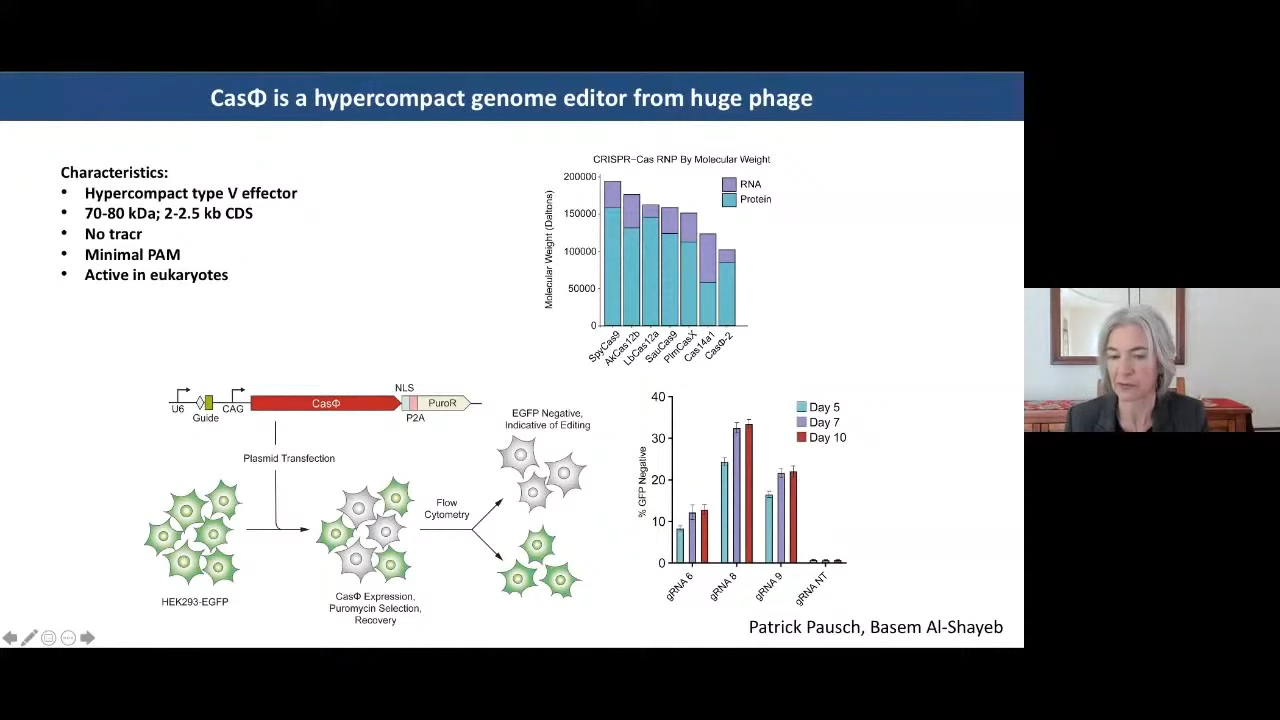 CasΦ is a hypercompact genome editor from huge phage
Characteristics:
• Hypercompact type V effector
• 70-80 kDa; 2-2.5 kb CDS
• No tracr
• Minimal PAM
• Active in eukaryotes
CRISPR−Cas RNP By Molecular Weight
Molecular Weight (Daltons)
200000
150000
100000
50000
0
RNA
Protein
SpyCas9
AkCas12b
LbCas12a
SauCas9
PlmCasX
Cas14a1
CasΦ-2
U6
Guide
CAG
CasΦ
NLS
P2A
PuroR
Plasmid Transfection
HEK293-EGFP
CasΦ Expression,
Puromycin Selection,
Recovery
Flow
Cytometry
EGFP Negative,
Indicative of Editing
% GFP Negative
40
30
20
10
0
Day 5
Day 7
Day 10
gRNA 6
gRNA 8
gRNA 9
gRNA NT
Patrick Pausch, Basem Al-Shayeb